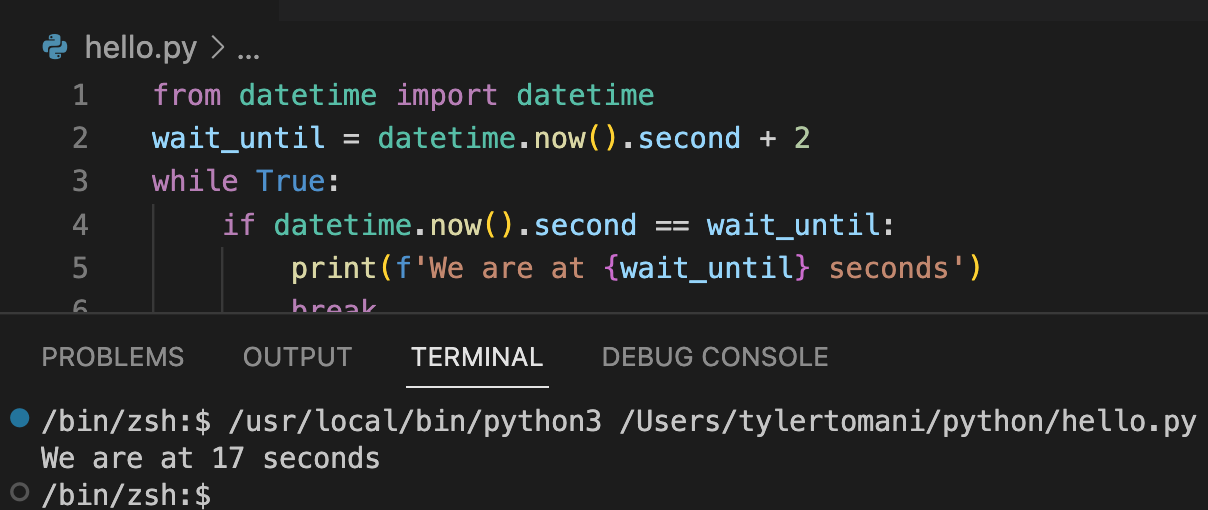 hello.py > ...
1 from datetime import datetime
2 wait_until = datetime.now().second + 2
3 while True:
4 if datetime.now().second == wait_until:
5 print(f'We are at {wait_until} seconds')
6 break
PROBLEMS OUTPUT TERMINAL DEBUG CONSOLE
/bin/zsh:$ /usr/local/bin/python3 /Users/tylertomani/python/hello.py
We are at 17 seconds
/bin/zsh:$